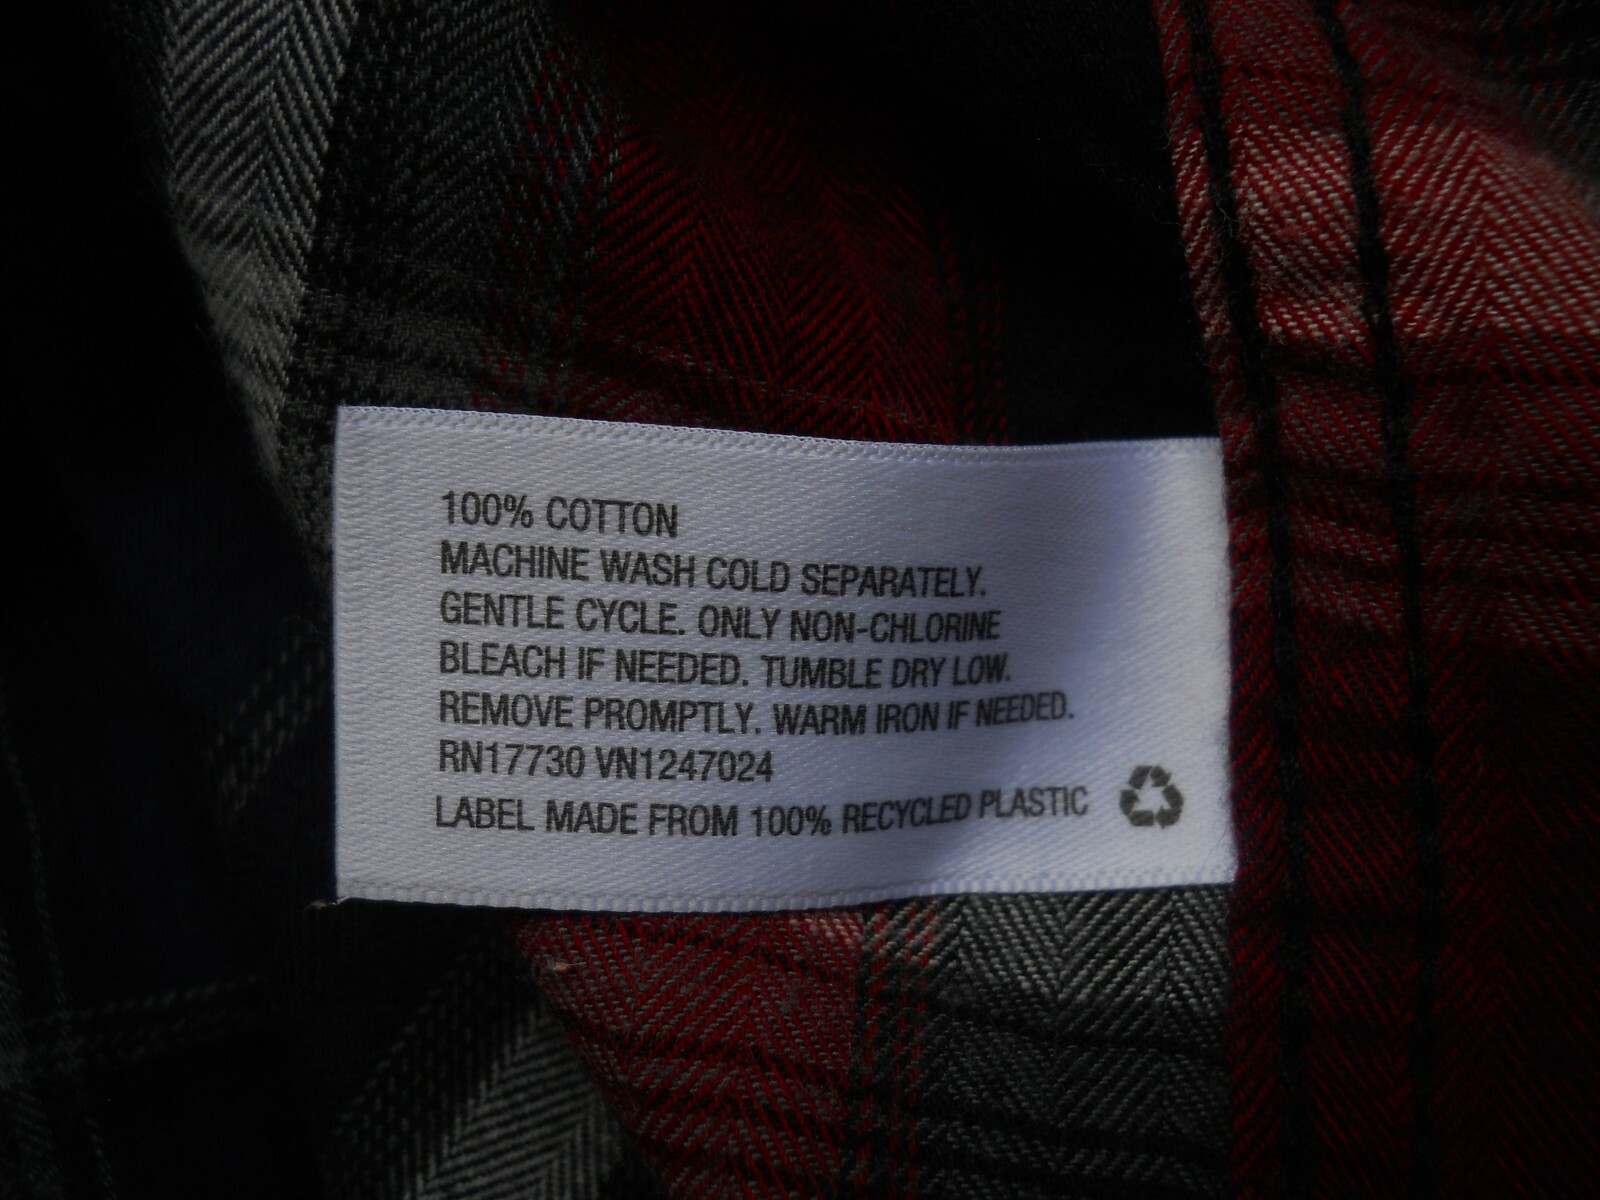 100% COTTON
MACHINE WASH COLD SEPARATELY.
GENTLE CYCLE. ONLY NON-CHLORINE
BLEACH IF NEEDED. TUMBLE DRY LOW.
REMOVE PROMPTLY. WARM IRON IF NEEDED.
RN17730 VN1247024
LABEL MADE FROM 100% RECYCLED PLASTIC